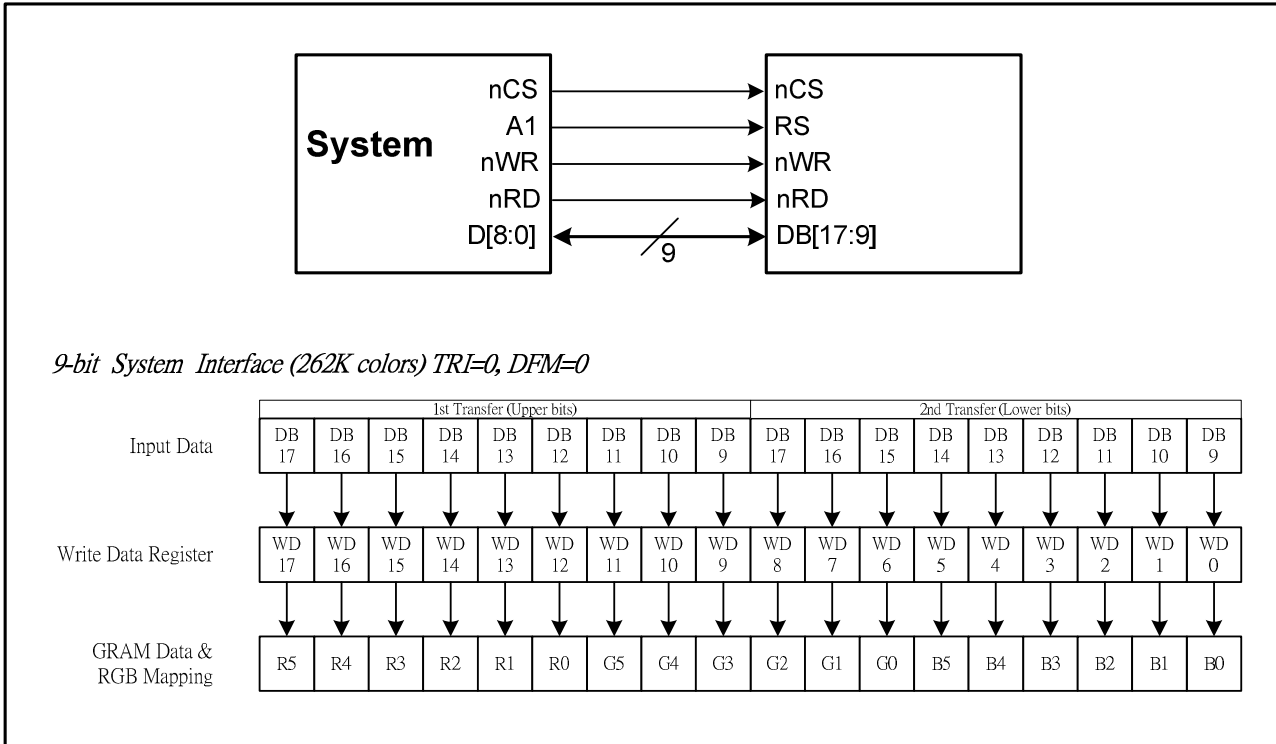 nCS nCS
A1 RS
System
nWR nWR
nRD nRD
D[8:0] DB[17:9]
9
9-bit System Interface (262K colors) TRI=0, DFM=0
1st Transfer (Upper bits) 2nd Transfer (Lower bits)
Input Data
DB DB DB DB DB DB DB DB DB DB DB DB DB DB DB DB DB DB
17 16 15 14 13 12 11 10 9 17 16 15 14 13 12 11 10 9
Write Data Register
WD WD WD WD WD WD WD WD WD WD WD WD WD WD WD WD WD WD
17 16 15 14 13 12 11 10 9 8 7 6 5 4 3 2 1 0
GRAM Data &
RGB Mapping
R5 R4 R3 R2 R1 R0 G5 G4 G3 G2 G1 G0 B5 B4 B3 B2 B1 B0